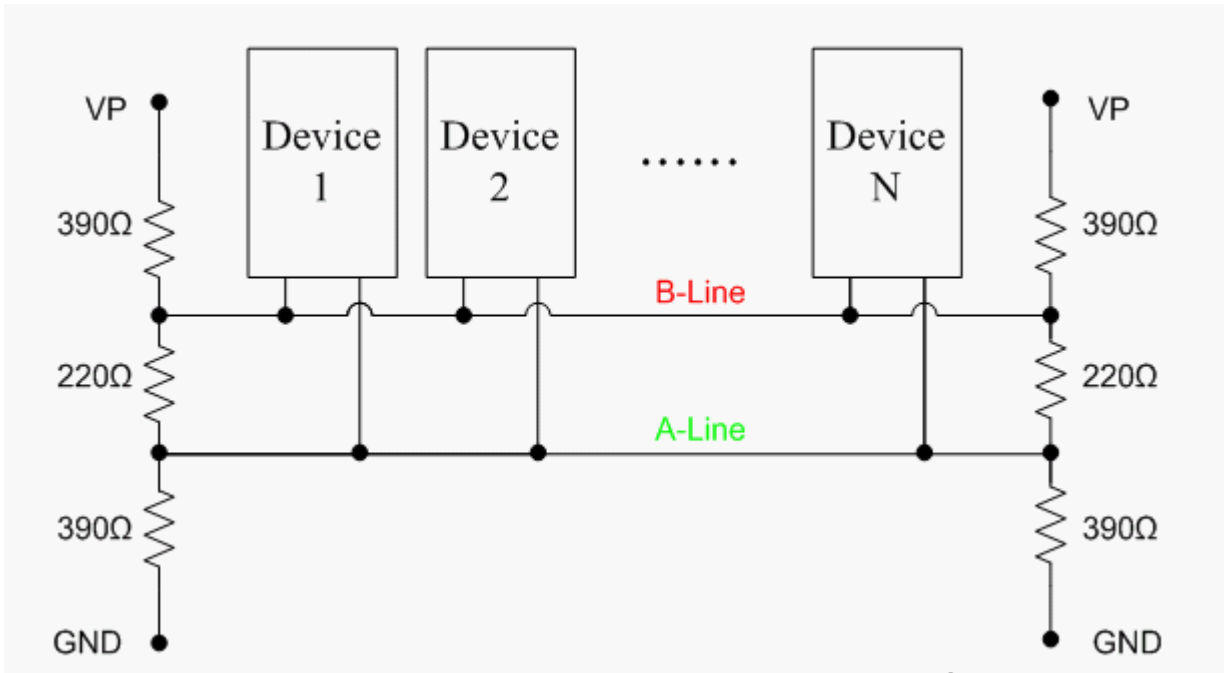 VP
Device
1
Device
2
......
Device
N
VP
390Ω
390Ω
B-Line
220Ω
220Ω
A-Line
390Ω
390Ω
GND
GND